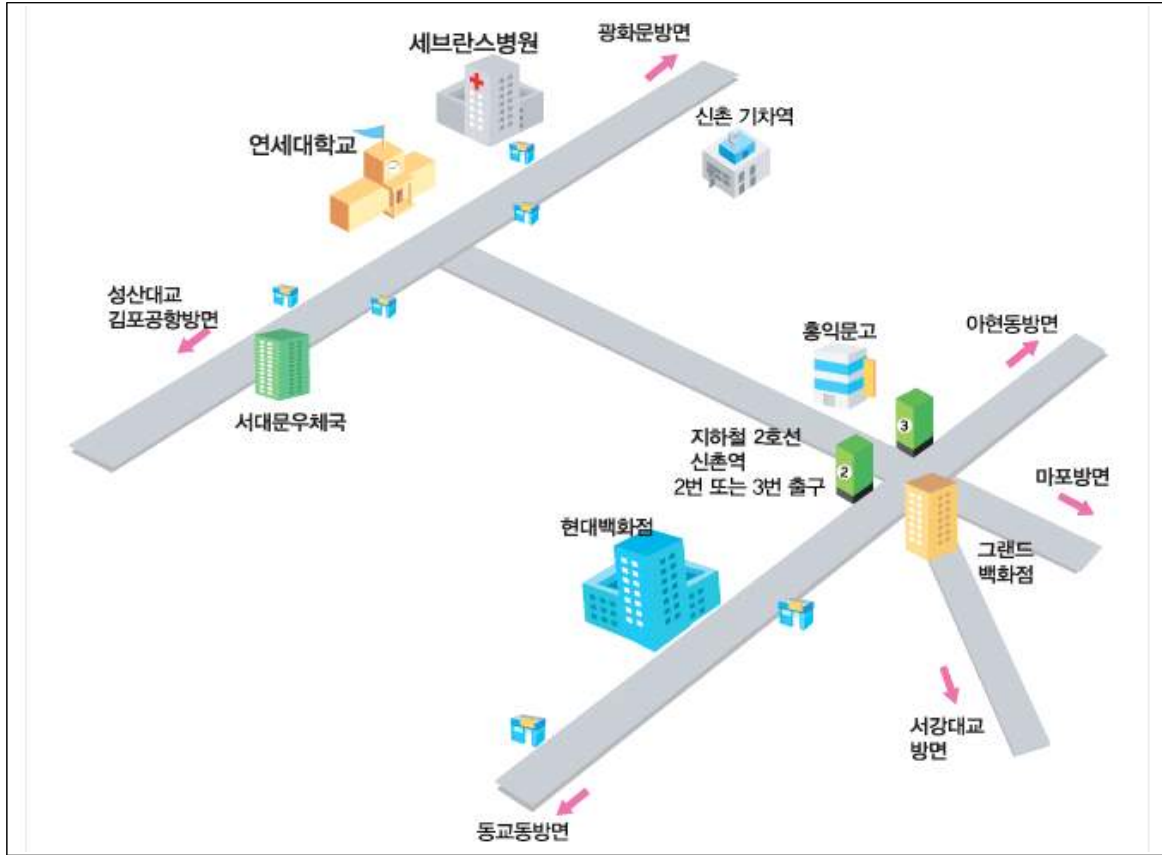 광화문방면
세브란스병원
신촌 기차역
연세대학교
성산대교
김포공항방면
아현동방면
홍익문고
서대문우체국
3
지하철 2호선
신촌역
2번 또는 3번 출구
2
마포방면
현대백화점
그랜드
백화점
서강대교
방면
동교동방면